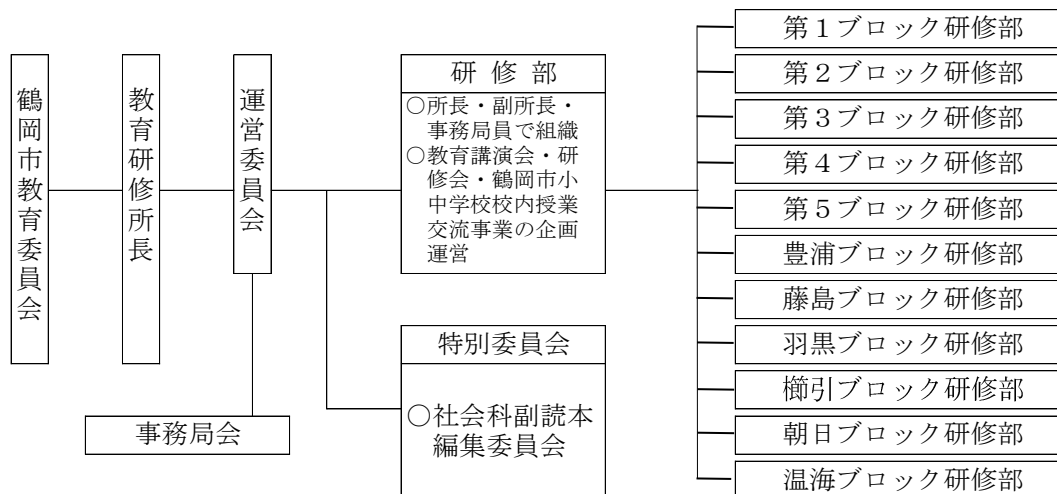 鶴岡市教育委員会
教育研修所長
運営委員会
事務局会
研 修 部
○所長・副所長・
事務局員で組織
○教育講演会・研
修会・鶴岡市小
中学校校内授業
交流事業の企画
運営
特別委員会
○社会科副読本
編集委員会
第１ブロック研修部
第２ブロック研修部
第３ブロック研修部
第４ブロック研修部
第５ブロック研修部
豊浦ブロック研修部
藤島ブロック研修部
羽黒ブロック研修部
櫛引ブロック研修部
朝日ブロック研修部
温海ブロック研修部